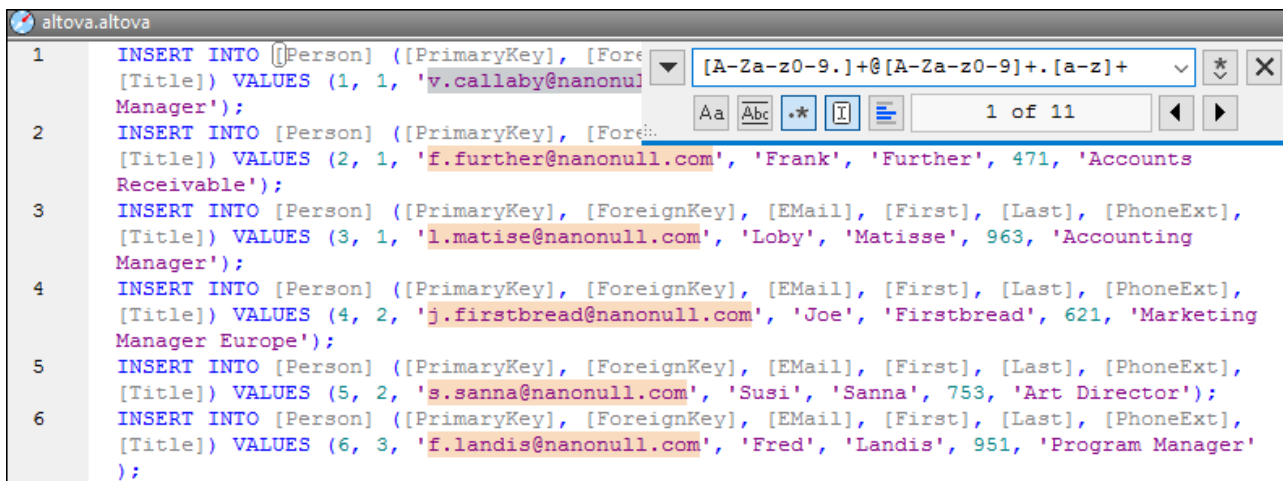 altova.altova
1 INSERT INTO [Person] ([PrimaryKey], [Fore
[A-Za-z0-9.]+@[A-Za-z0-9]+.[a-z]+
[Title]) VALUES (1, 1, 'v.callaby@nanonul
Manager');
Aa Abc .* 1 of 11
2 INSERT INTO [Person] ([PrimaryKey], [Fore
[Title]) VALUES (2, 1, 'f.further@nanonull.com', 'Frank', 'Further', 471, 'Accounts
Receivable');
3 INSERT INTO [Person] ([PrimaryKey], [ForeignKey], [EMail], [First], [Last], [PhoneExt],
[Title]) VALUES (3, 1, 'l.matise@nanonull.com', 'Loby', 'Matisse', 963, 'Accounting
Manager');
4 INSERT INTO [Person] ([PrimaryKey], [ForeignKey], [EMail], [First], [Last], [PhoneExt],
[Title]) VALUES (4, 2, 'j.firstbread@nanonull.com', 'Joe', 'Firstbread', 621, 'Marketing
Manager Europe');
5 INSERT INTO [Person] ([PrimaryKey], [ForeignKey], [EMail], [First], [Last], [PhoneExt],
[Title]) VALUES (5, 2, 's.sanna@nanonull.com', 'Susi', 'Sanna', 753, 'Art Director');
6 INSERT INTO [Person] ([PrimaryKey], [ForeignKey], [EMail], [First], [Last], [PhoneExt],
[Title]) VALUES (6, 3, 'f.landis@nanonull.com', 'Fred', 'Landis', 951, 'Program Manager'
);